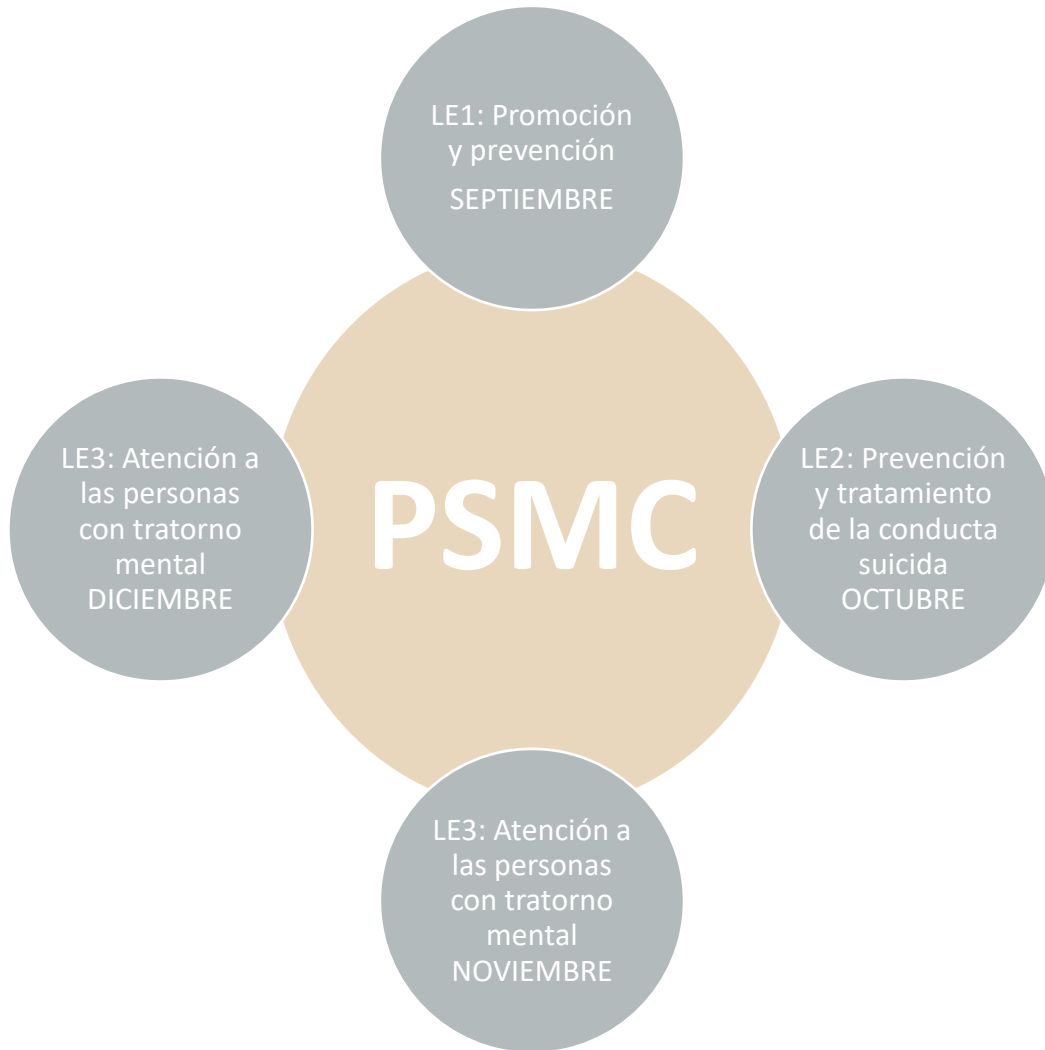 LE1: Promoción
y prevención
SEPTIEMBRE
LE3: Atención a
las personas
con tratorno
mental
DICIEMBRE
PSMC
LE2: Prevención
y tratamiento
de la conducta
suicida
OCTUBRE
LE3: Atención a
las personas
con tratorno
mental
NOVIEMBRE